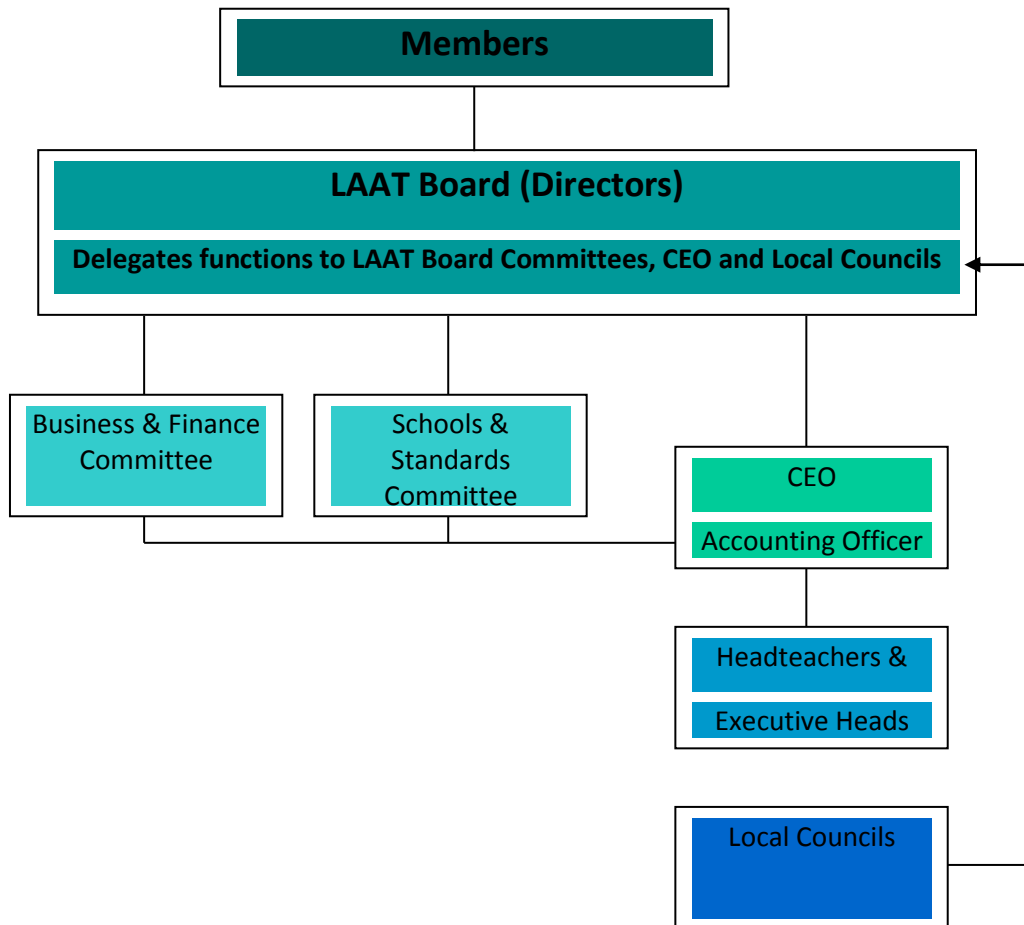 Members
LAAT Board (Directors)
Delegates functions to LAAT Board Committees, CEO and Local Councils
Business & Finance
Committee
Schools &
Standards
Committee
CEO
Accounting Officer
Headteachers &
Executive Heads
Local Councils